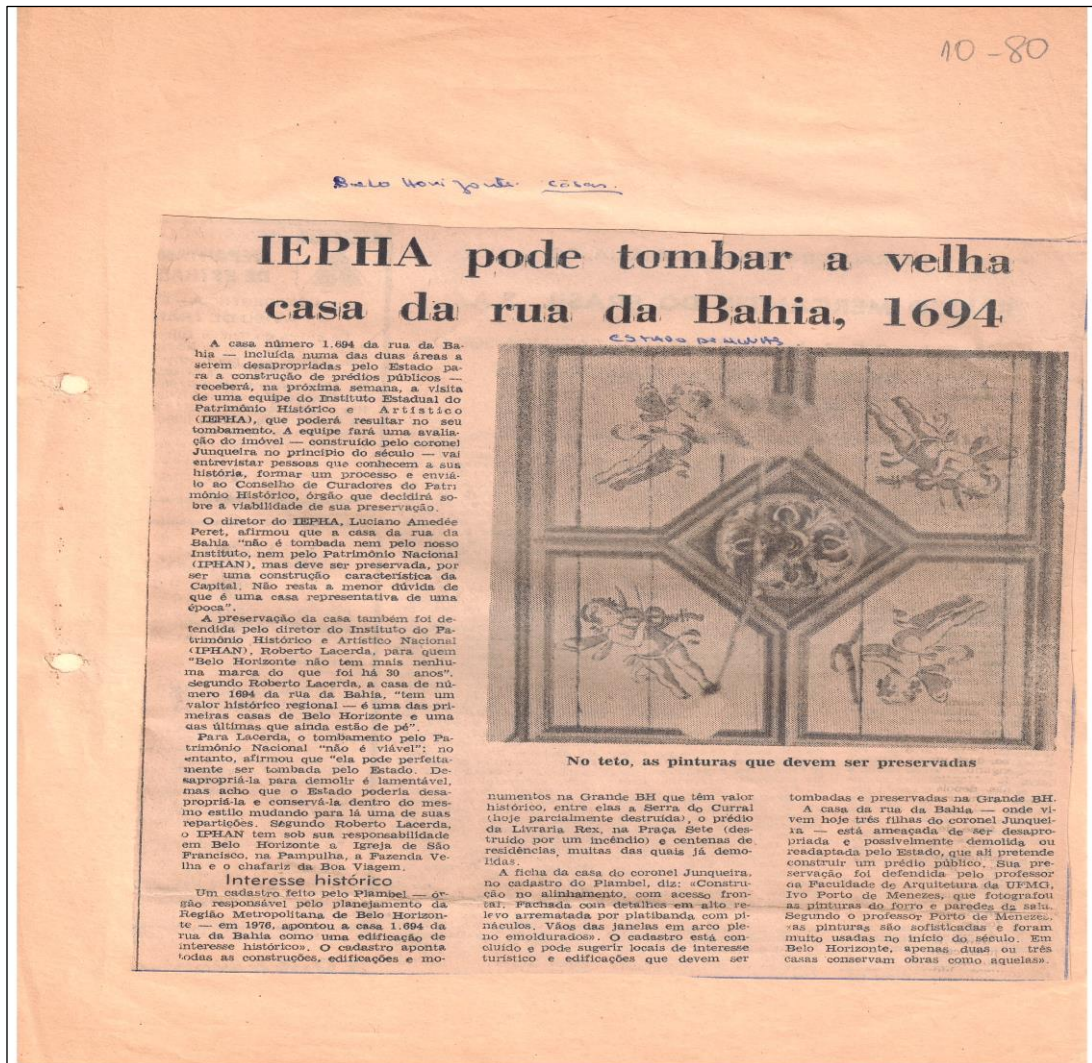 10-80
Belo Horizonte. casas.
IEPHA pode tombar a velha
casa da rua da Bahia, 1694
ESTADO DE MINAS
A casa número 1.694 da rua da Ba-
hia — incluída numa das duas áreas a
serem desapropriadas pelo Estado pa-
ra a construção de prédios públicos —
receberá, na próxima semana, a visita
de uma equipe do Instituto Estadual do
Patrimônio Histórico e Artístico
(IEPHA), que poderá resultar no seu
tombamento. A equipe fará uma avalia-
ção do imóvel — construído pelo coronel
Junqueira no princípio do século — vai
entrevistar pessoas que conhecem a sua
história, formar um processo e enviá-
lo ao Conselho de Curadores do Patri
mônio Histórico, órgão que decidirá so-
bre a viabilidade de sua preservação.
O diretor do IEPHA, Luciano Amedée
Peret, afirmou que a casa da rua da
Bahia "não é tombada nem pelo nosso
Instituto, nem pelo Patrimônio Nacional
(IPHAN), mas deve ser preservada, por
ser uma construção característica da
Capital. Não resta a menor dúvida de
que é uma casa representativa de uma
época".
A preservação da casa também foi de-
fendida pelo diretor do Instituto do Pa-
trimônio Histórico e Artístico Nacional
(IPHAN), Roberto Lacerda, para quem
"Belo Horizonte não tem mais nenhu-
ma marca do que foi há 30 anos".
Segundo Roberto Lacerda, a casa de nú-
mero 1694 da rua da Bahia, "tem um
valor histórico regional — é uma das pri-
meiras casas de Belo Horizonte e uma
das últimas que ainda estão de pé".
Para Lacerda, o tombamento pelo Pa-
trimônio Nacional "não é viável"; no
entanto, afirmou que "ela pode perfeita-
mente ser tombada pelo Estado. De-
sapropriá-la para demolir é lamentável,
mas acho que o Estado poderia desa-
propriá-la e conservá-la dentro do mes-
mo estilo mudando para lá uma de suas
repartições. Segundo Roberto Lacerda,
o IPHAN tem sob sua responsabilidade
em Belo Horizonte a Igreja de São
Francisco, na Pampulha, a Fazenda Ve-
lha e o chafariz da Boa Viagem.
Interesse histórico
Um cadastro feito pelo Plambel — ór-
gão responsável pelo planejamento da
Região Metropolitana de Belo Horizon-
te — em 1976, apontou a casa 1.694 da
rua da Bahia como uma edificação de
interesse histórico». O cadastro aponta
todas as construções, edificações e mo-
No teto, as pinturas que devem ser preservadas
numentos na Grande BH que têm valor
histórico, entre elas a Serra do Curral
(hoje parcialmente destruída), o prédio
da Livraria Rex, na Praça Sete (des-
truído por um incêndio) e centenas de
residências, muitas das quais já demo-
lidas.
A ficha da casa do coronel Junqueira,
no cadastro do Plambel, diz: «Constru-
ção no alinhamento, com acesso fron-
tal. Fachada com detalhes em alto re-
levo arrematada por platibanda com pi-
náculos. Vãos das janelas em arco ple-
no emoldurados». O cadastro está con-
cluído e pode sugerir locais de interesse
turístico e edificações que devem ser
tombadas e preservadas na Grande BH.
A casa da rua da Bahia — onde vi-
vem hoje três filhas do coronel Junquei-
ra — está ameaçada de ser desapro-
priada e possivelmente demolida ou
readaptada pelo Estado, que ali pretende
construir um prédio público. Sua pre-
servação foi defendida pelo professor
da Faculdade de Arquitetura da UFMG,
Ivo Porto de Menezes, que fotografou
as pinturas do forro e paredes da sala.
Segundo o professor Porto de Menezes,
«as pinturas são sofisticadas e foram
muito usadas no início do século. Em
Belo Horizonte, apenas duas ou três
casas conservam obras como aquelas».